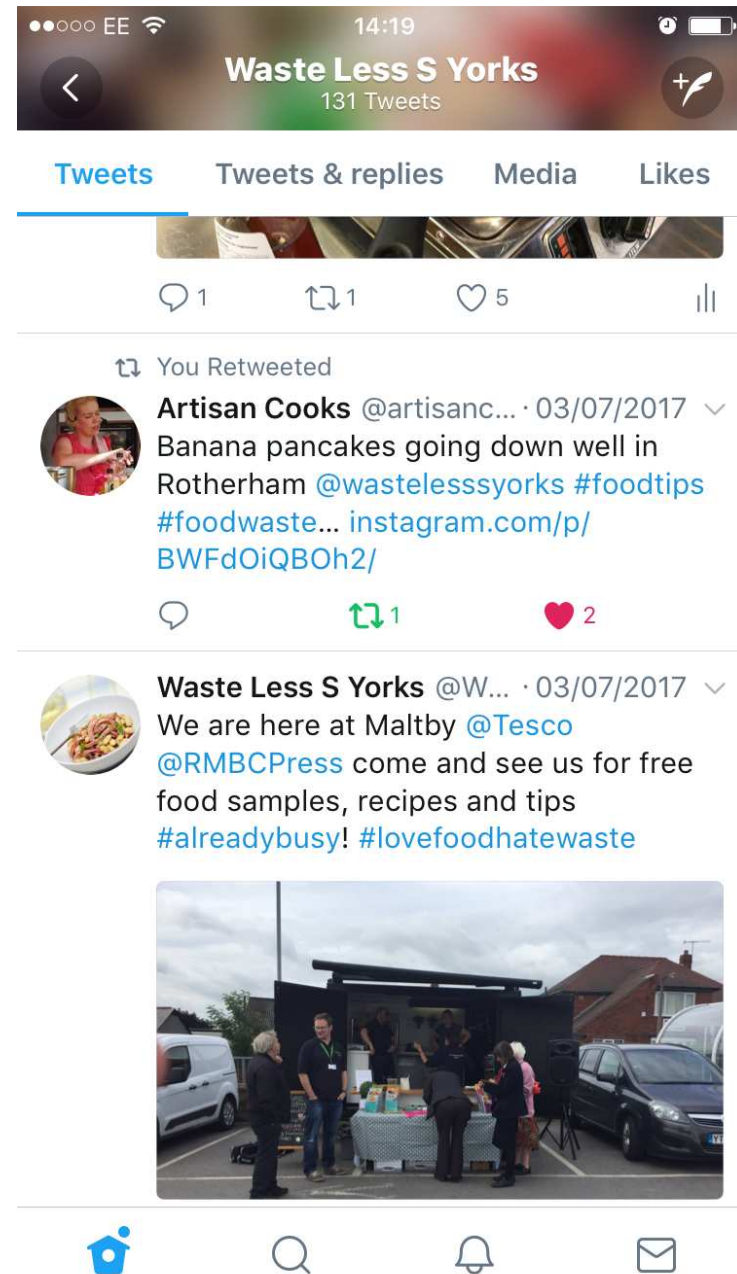 EE 14:19
Waste Less S Yorks
131 Tweets
Tweets Tweets & replies Media Likes
1 1 5
You Retweeted
Artisan Cooks @artisanc... · 03/07/2017
Banana pancakes going down well in
Rotherham @wastelesssyorks #foodtips
#foodwaste... instagram.com/p/
BWFdOiQBOh2/
1 2
Waste Less S Yorks @W... · 03/07/2017
We are here at Maltby @Tesco
@RMBCPress come and see us for free
food samples, recipes and tips
#alreadybusy! #lovefoodhatewaste